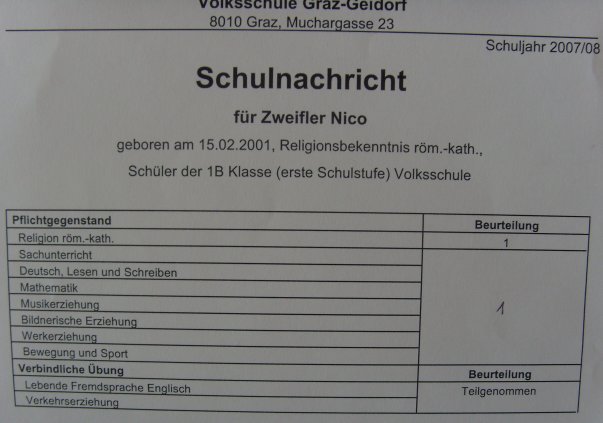 Volksschule Graz-Geidorf
8010 Graz, Muchargasse 23
Schuljahr 2007/08
Schulnachricht
für Zweifler Nico
geboren am 15.02.2001, Religionsbekenntnis röm.-kath.,
Schüler der 1B Klasse (erste Schulstufe) Volksschule
Pflichtgegenstand Beurteilung
Religion röm.-kath. 1
Sachunterricht
Deutsch, Lesen und Schreiben
Mathematik
Musikerziehung 1
Bildnerische Erziehung
Werkerziehung
Bewegung und Sport
Verbindliche Übung Beurteilung
Lebende Fremdsprache Englisch Teilgenommen
Verkehrserziehung